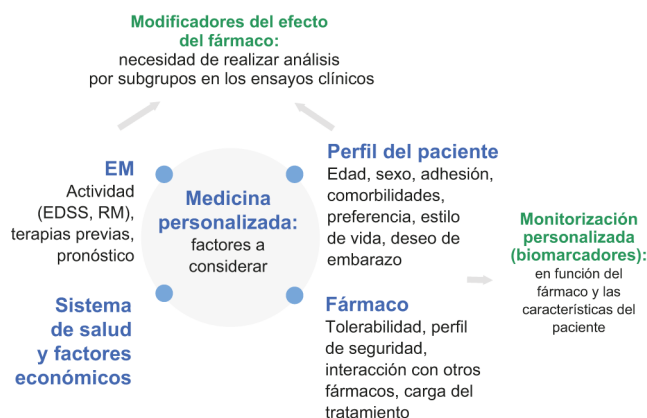 Modificadores del efecto
del fármaco:
necesidad de realizar análisis
por subgrupos en los ensayos clínicos
EM
Actividad
(EDSS, RM),
terapias previas,
pronóstico
Medicina
personalizada:
factores a
considerar
Perfil del paciente
Edad, sexo, adhesión,
comorbilidades,
preferencia, estilo
de vida, deseo de
embarazo
Sistema
de salud
y factores
económicos
Fármaco
Tolerabilidad, perfil
de seguridad,
interacción con otros
fármacos, carga del
tratamiento
Monitorización
personalizada
(biomarcadores):
en función del
fármaco y las
características del
paciente